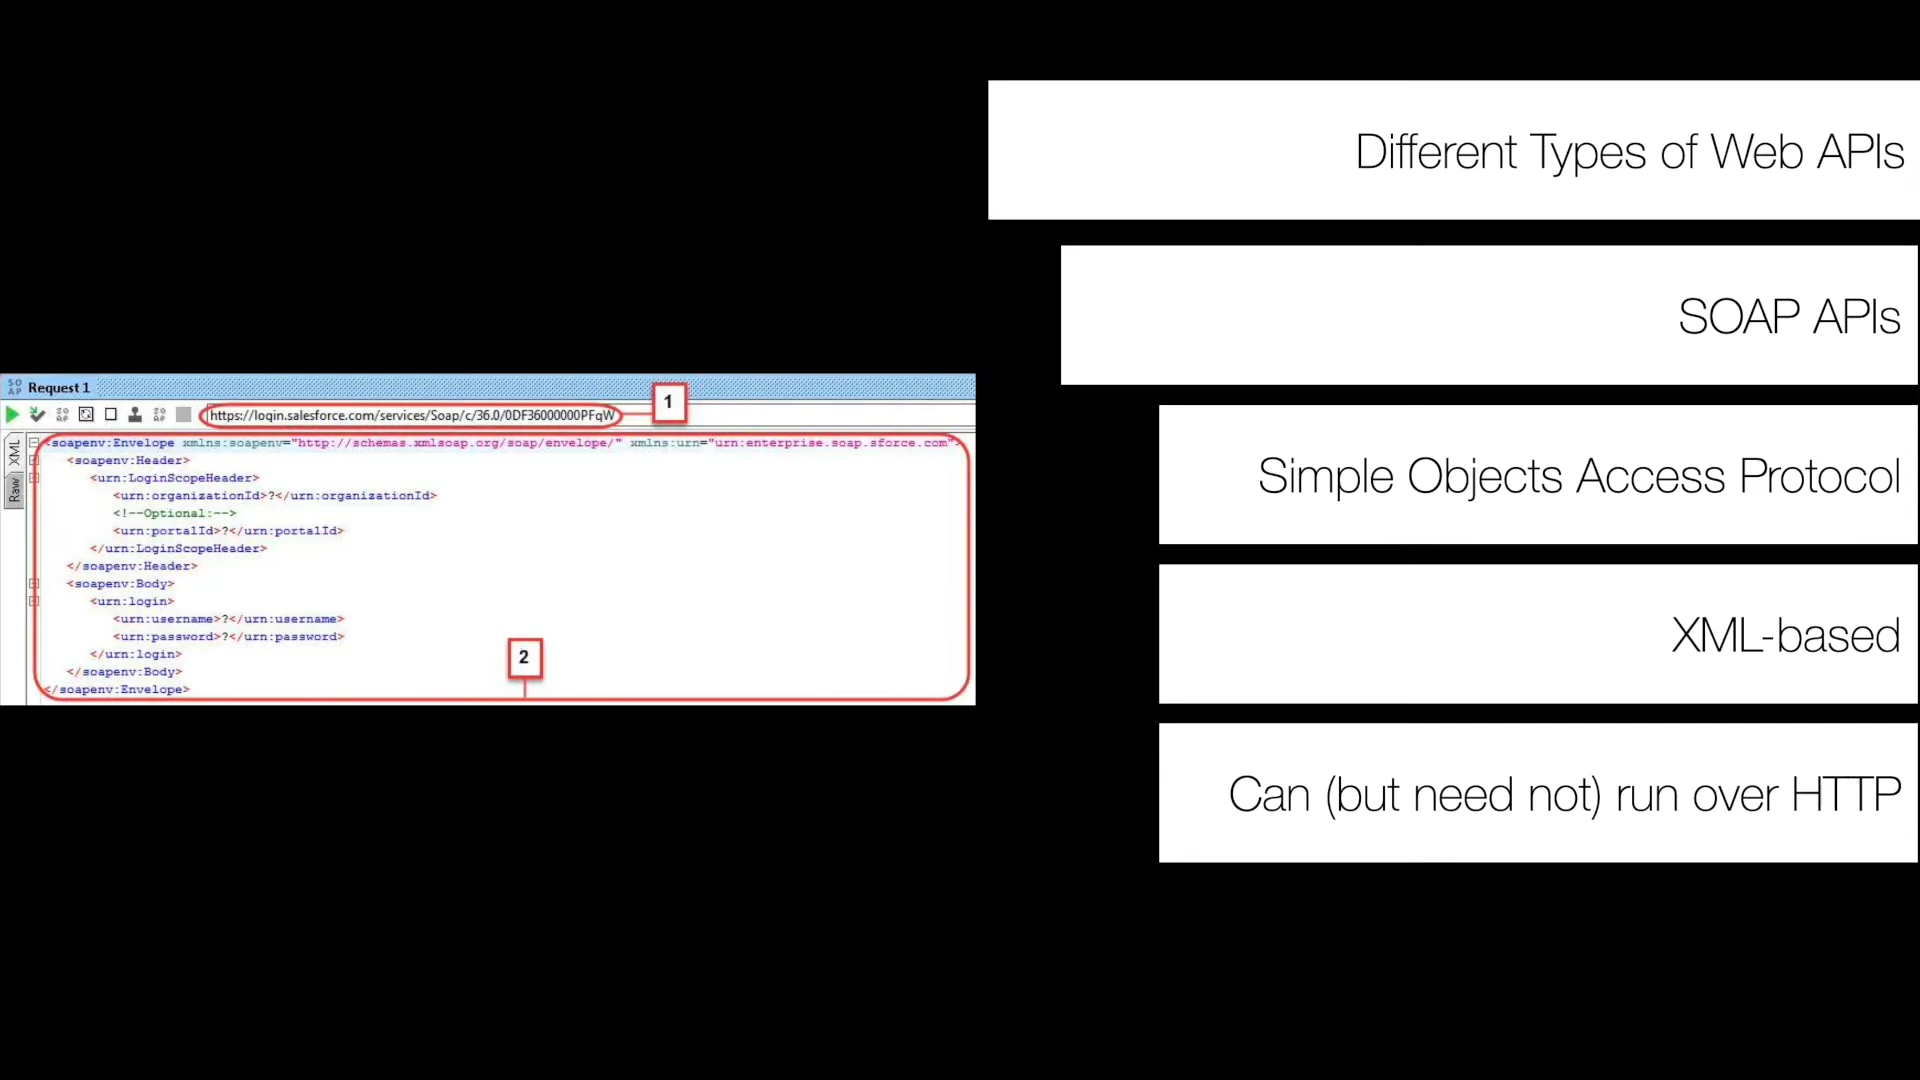 Different Types of Web APIs
SOAP APIs
Simple Objects Access Protocol
XML-based
Can (but need not) run over HTTP
SO
AP
Request 1
1
https://login.salesforce.com/services/Soap/c/36.0/0DF36000000PFqW
XML
Raw
<soapenv:Envelope xmlns:soapenv="http://schemas.xmlsoap.org/soap/envelope/" xmlns:urn="urn:enterprise.soap.sforce.com">
<soapenv:Header>
<urn:LoginScopeHeader>
<urn:organizationId>?</urn:organizationId>
<!--Optional:-->
<urn:portalId>?</urn:portalId>
</urn:LoginScopeHeader>
</soapenv:Header>
<soapenv:Body>
<urn:login>
<urn:username>?</urn:username>
<urn:password>?</urn:password>
</urn:login>
</soapenv:Body>
</soapenv:Envelope>
2